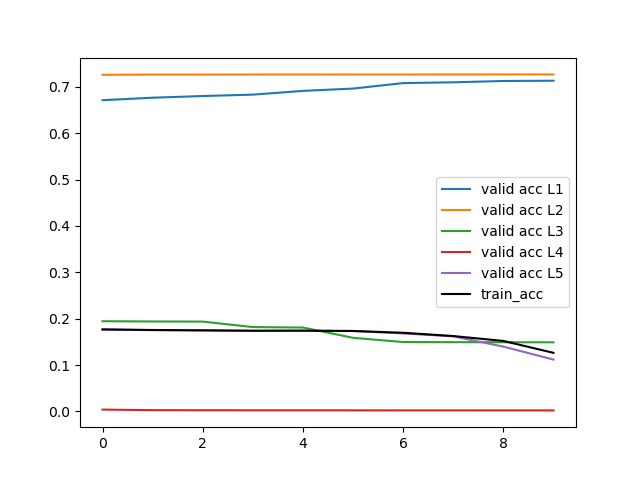 0.7
0.6
0.5
0.4
0.3
0.2
0.1
0.0
0 2 4 6 8
valid acc L1
valid acc L2
valid acc L3
valid acc L4
valid acc L5
train_acc